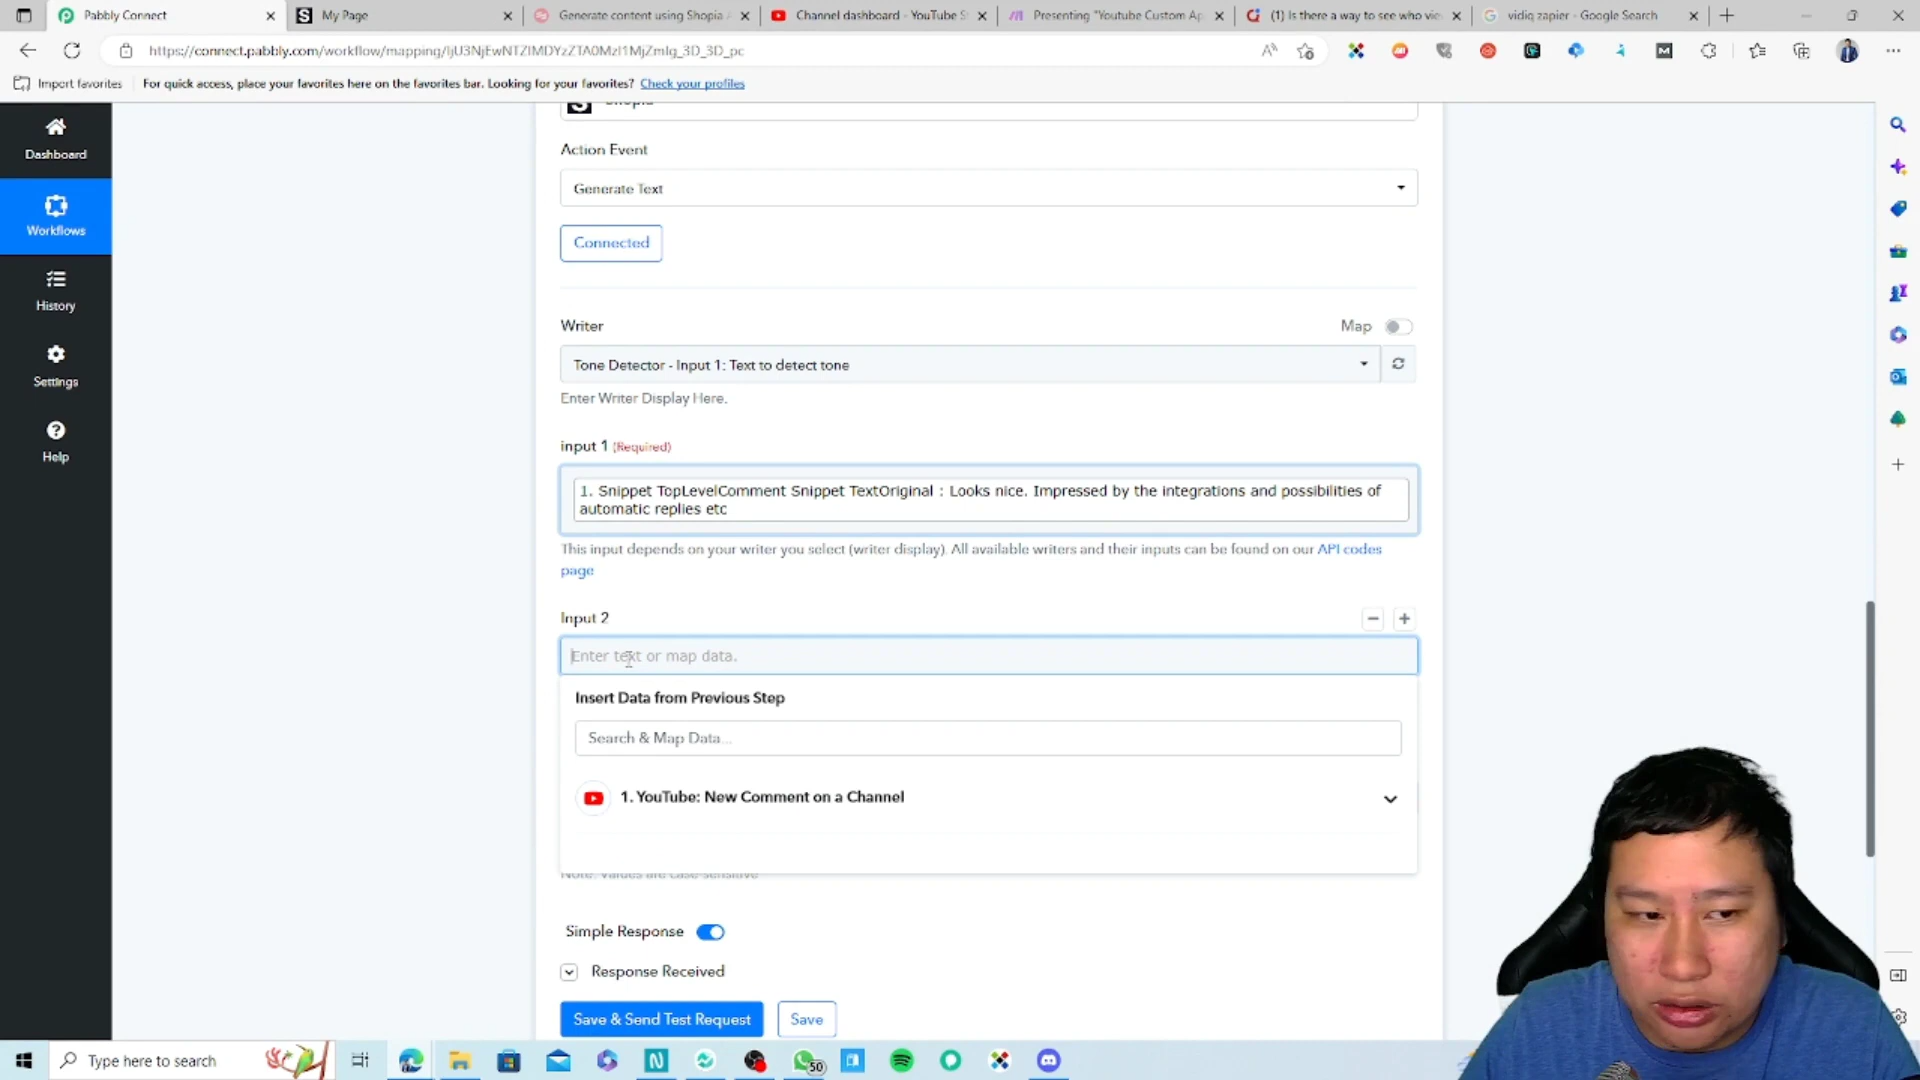 Pabbly Connect
My Page
Generate content using Shopia
Channel dashboard - YouTube S
Presenting "Youtube Custom Ap
(1) Is there a way to see who vie
vidiq zapier - Google Search
https://connect.pabbly.com/workflow/mapping/IjU3NjEwNTZlMDYzZTA0MzI1MjZmIg_3D_3D_pc
Import favorites
For quick access, place your favorites here on the favorites bar. Looking for your favorites? Check your profiles
Dashboard
Workflows
History
Settings
Help
Action Event
Generate Text
Connected
Writer
Map
Tone Detector - Input 1: Text to detect tone
Enter Writer Display Here.
input 1 (Required)
1. Snippet TopLevelComment Snippet TextOriginal : Looks nice. Impressed by the integrations and possibilities of
automatic replies etc
This input depends on your writer you select (writer display). All available writers and their inputs can be found on our API codes
page
Input 2
Enter text or map data.
Insert Data from Previous Step
Search & Map Data...
1. YouTube: New Comment on a Channel
Note: Values are case-sensitive
Simple Response
Response Received
Save & Send Test Request
Save
Type here to search
50